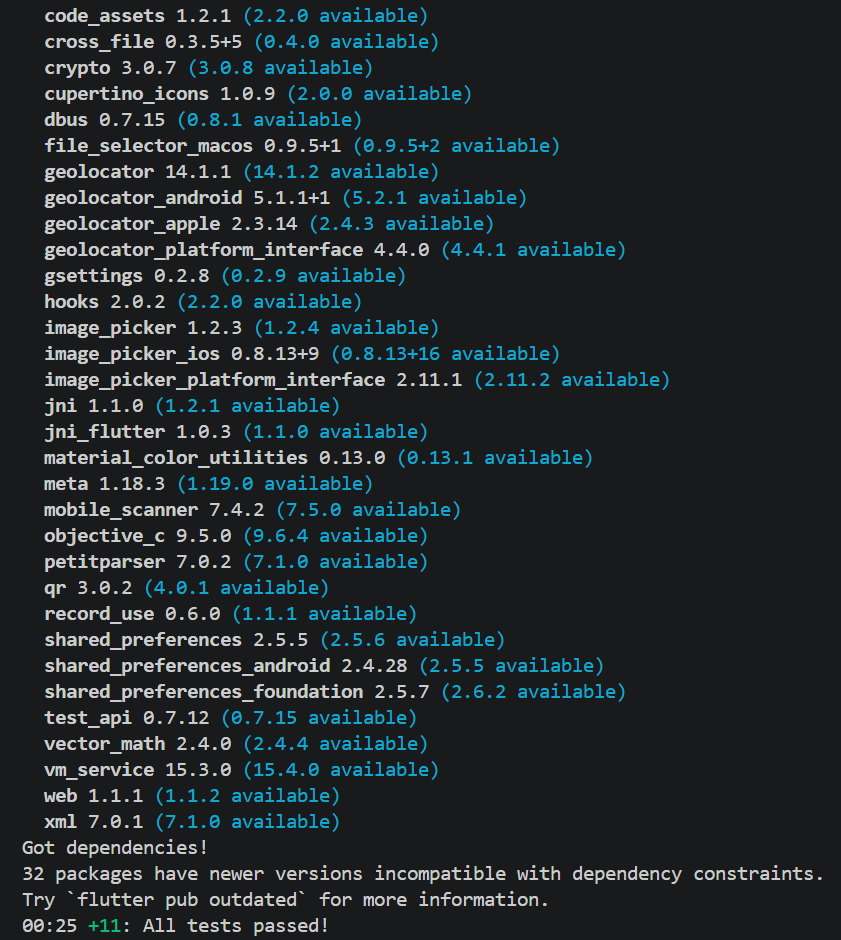 code_assets 1.2.1 (2.2.0 available)
cross_file 0.3.5+5 (0.4.0 available)
crypto 3.0.7 (3.0.8 available)
cupertino_icons 1.0.9 (2.0.0 available)
dbus 0.7.15 (0.8.1 available)
file_selector_macos 0.9.5+1 (0.9.5+2 available)
geolocator 14.1.1 (14.1.2 available)
geolocator_android 5.1.1+1 (5.2.1 available)
geolocator_apple 2.3.14 (2.4.3 available)
geolocator_platform_interface 4.4.0 (4.4.1 available)
gsettings 0.2.8 (0.2.9 available)
hooks 2.0.2 (2.2.0 available)
image_picker 1.2.3 (1.2.4 available)
image_picker_ios 0.8.13+9 (0.8.13+16 available)
image_picker_platform_interface 2.11.1 (2.11.2 available)
jni 1.1.0 (1.2.1 available)
jni_flutter 1.0.3 (1.1.0 available)
material_color_utilities 0.13.0 (0.13.1 available)
meta 1.18.3 (1.19.0 available)
mobile_scanner 7.4.2 (7.5.0 available)
objective_c 9.5.0 (9.6.4 available)
petitparser 7.0.2 (7.1.0 available)
qr 3.0.2 (4.0.1 available)
record_use 0.6.0 (1.1.1 available)
shared_preferences 2.5.5 (2.5.6 available)
shared_preferences_android 2.4.28 (2.5.5 available)
shared_preferences_foundation 2.5.7 (2.6.2 available)
test_api 0.7.12 (0.7.15 available)
vector_math 2.4.0 (2.4.4 available)
vm_service 15.3.0 (15.4.0 available)
web 1.1.1 (1.1.2 available)
xml 7.0.1 (7.1.0 available)
Got dependencies!
32 packages have newer versions incompatible with dependency constraints.
Try `flutter pub outdated` for more information.
00:25 +11: All tests passed!